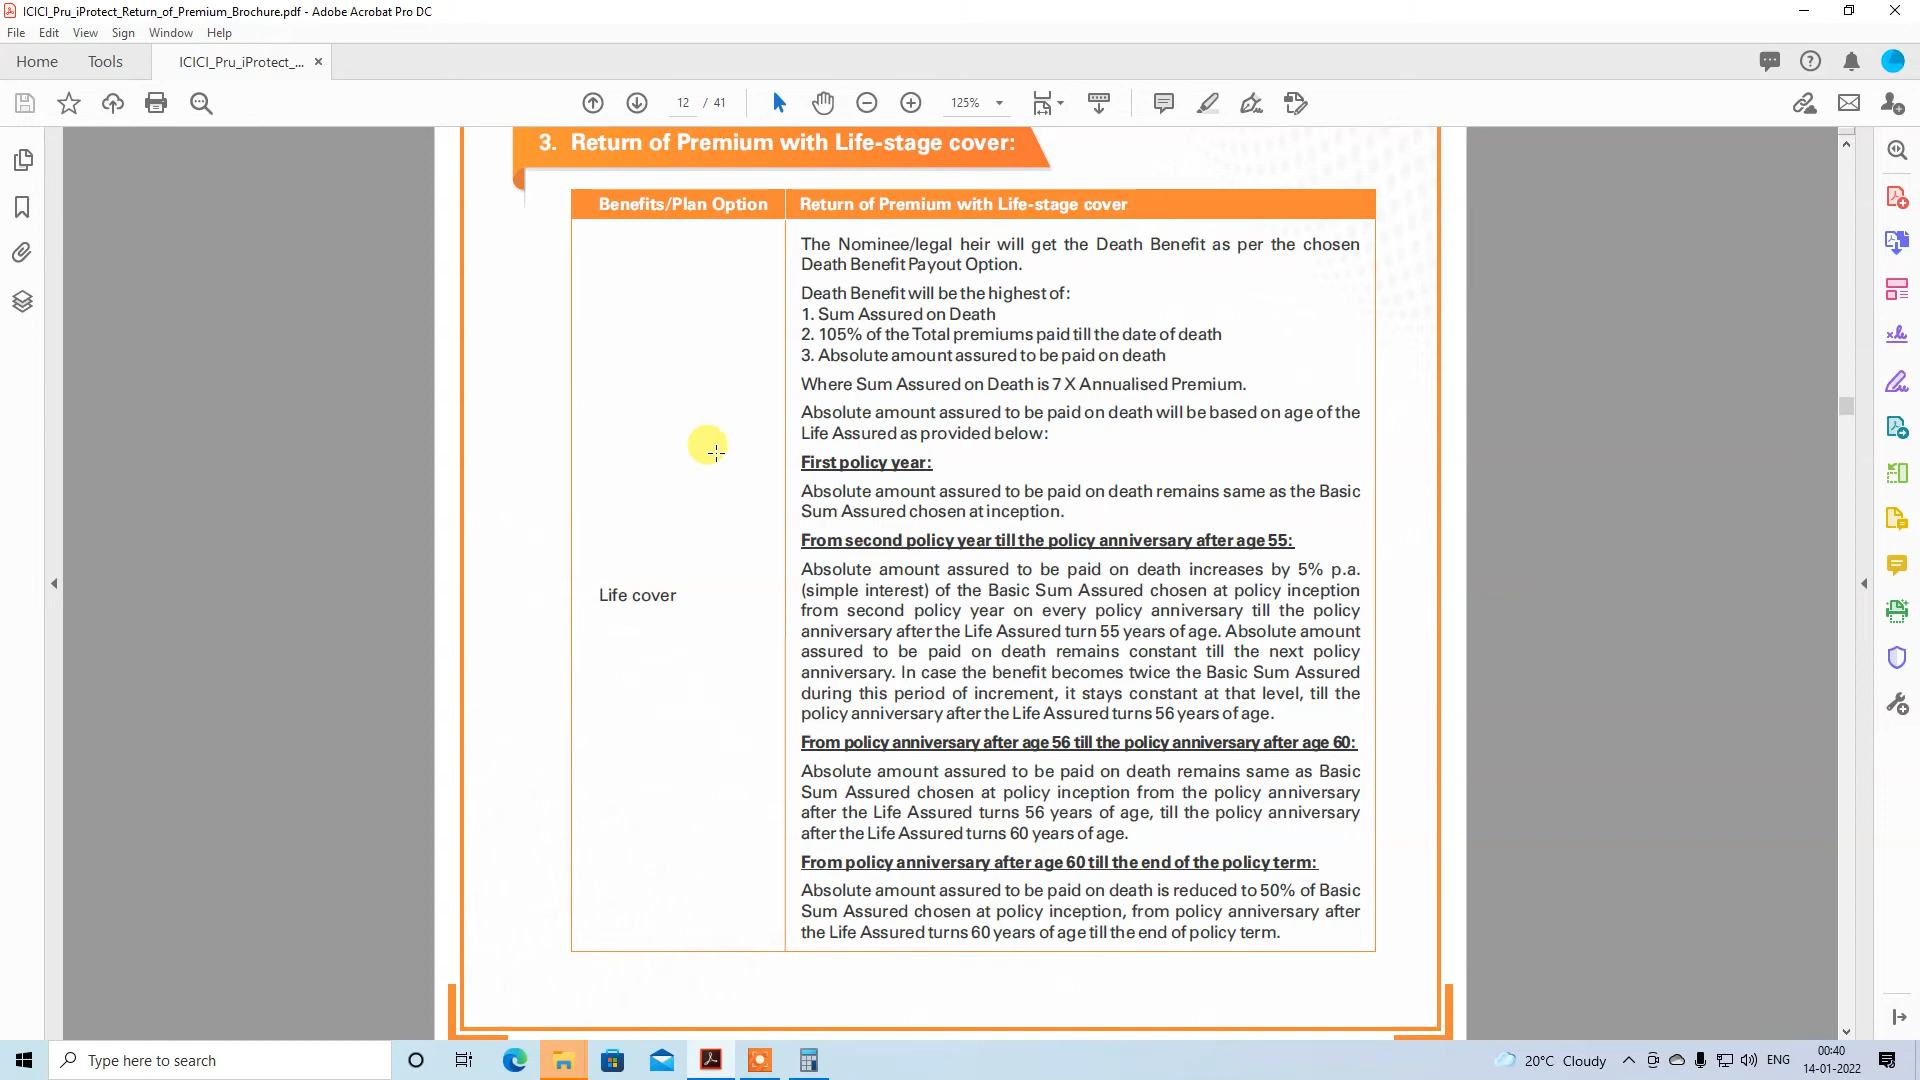 ICICI_Pru_iProtect_Return_of_Premium_Brochure.pdf - Adobe Acrobat Pro DC
File Edit View Sign Window Help
Home Tools ICICI_Pru_iProtect_... ×
12 / 41 125%
3. Return of Premium with Life-stage cover:
Benefits/Plan Option Return of Premium with Life-stage cover
The Nominee/legal heir will get the Death Benefit as per the chosen
Death Benefit Payout Option.
Death Benefit will be the highest of:
1. Sum Assured on Death
2. 105% of the Total premiums paid till the date of death
3. Absolute amount assured to be paid on death
Where Sum Assured on Death is 7 X Annualised Premium.
Absolute amount assured to be paid on death will be based on age of the
Life Assured as provided below:
First policy year:
Absolute amount assured to be paid on death remains same as the Basic
Sum Assured chosen at inception.
From second policy year till the policy anniversary after age 55:
Life cover
Absolute amount assured to be paid on death increases by 5% p.a.
(simple interest) of the Basic Sum Assured chosen at policy inception
from second policy year on every policy anniversary till the policy
anniversary after the Life Assured turn 55 years of age. Absolute amount
assured to be paid on death remains constant till the next policy
anniversary. In case the benefit becomes twice the Basic Sum Assured
during this period of increment, it stays constant at that level, till the
policy anniversary after the Life Assured turns 56 years of age.
From policy anniversary after age 56 till the policy anniversary after age 60:
Absolute amount assured to be paid on death remains same as Basic
Sum Assured chosen at policy inception from the policy anniversary
after the Life Assured turns 56 years of age, till the policy anniversary
after the Life Assured turns 60 years of age.
From policy anniversary after age 60 till the end of the policy term:
Absolute amount assured to be paid on death is reduced to 50% of Basic
Sum Assured chosen at policy inception, from policy anniversary after
the Life Assured turns 60 years of age till the end of policy term.
Type here to search
20°C Cloudy
ENG
00:40
14-01-2022